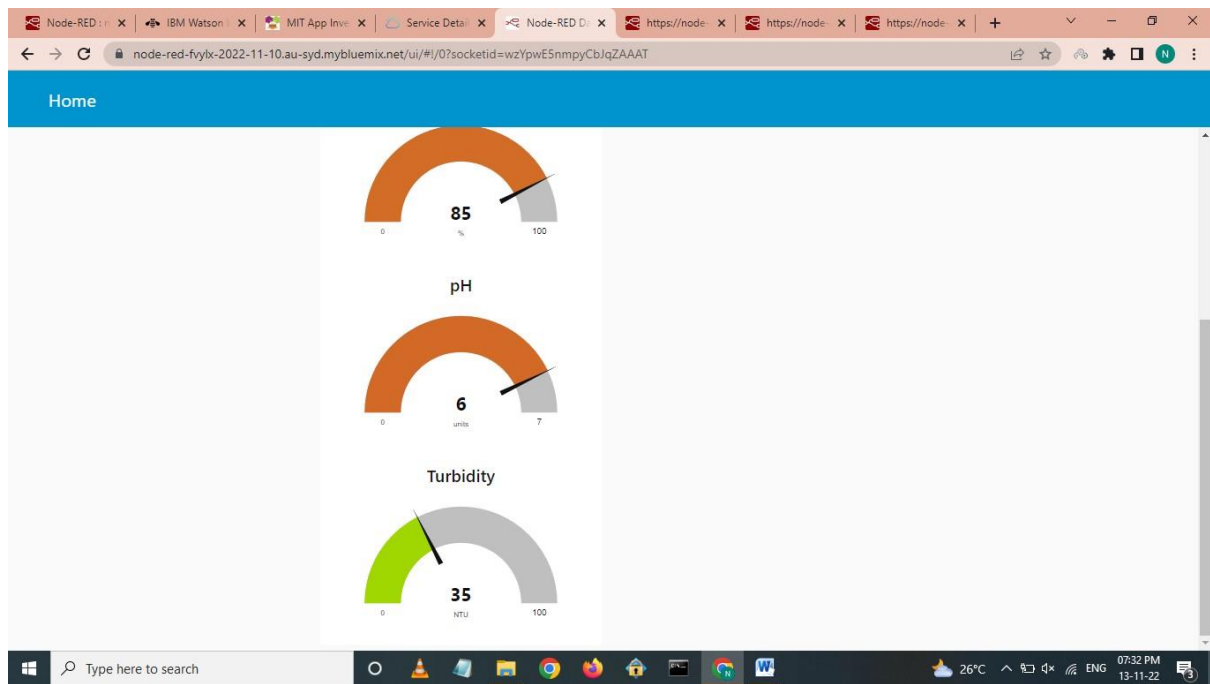 Node-RED : n
IBM Watson
MIT App Inve
Service Detail
Node-RED Da
https://node-
https://node-
https://node-
node-red-fvylx-2022-11-10.au-syd.mybluemix.net/ui/#!/0?socketid=wzYpwE5nmpyCbJqZAAAT
N
Home
85
0 % 100
pH
6
0 units 7
Turbidity
35
0 NTU 100
Type here to search
26°C
ENG
07:32 PM
13-11-22
3